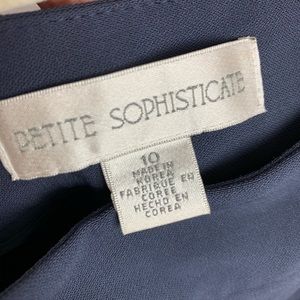 PETITE SOPHISTICATE
10
MADE IN
KOREA
FABRIQUE EN
COREE
HECHO EN
COREA